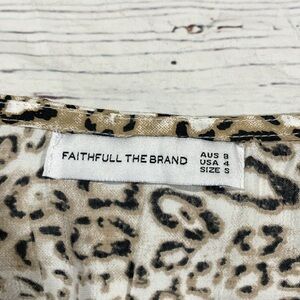 FAITHFULL THE BRAND
AUS 8
USA 4
SIZE S